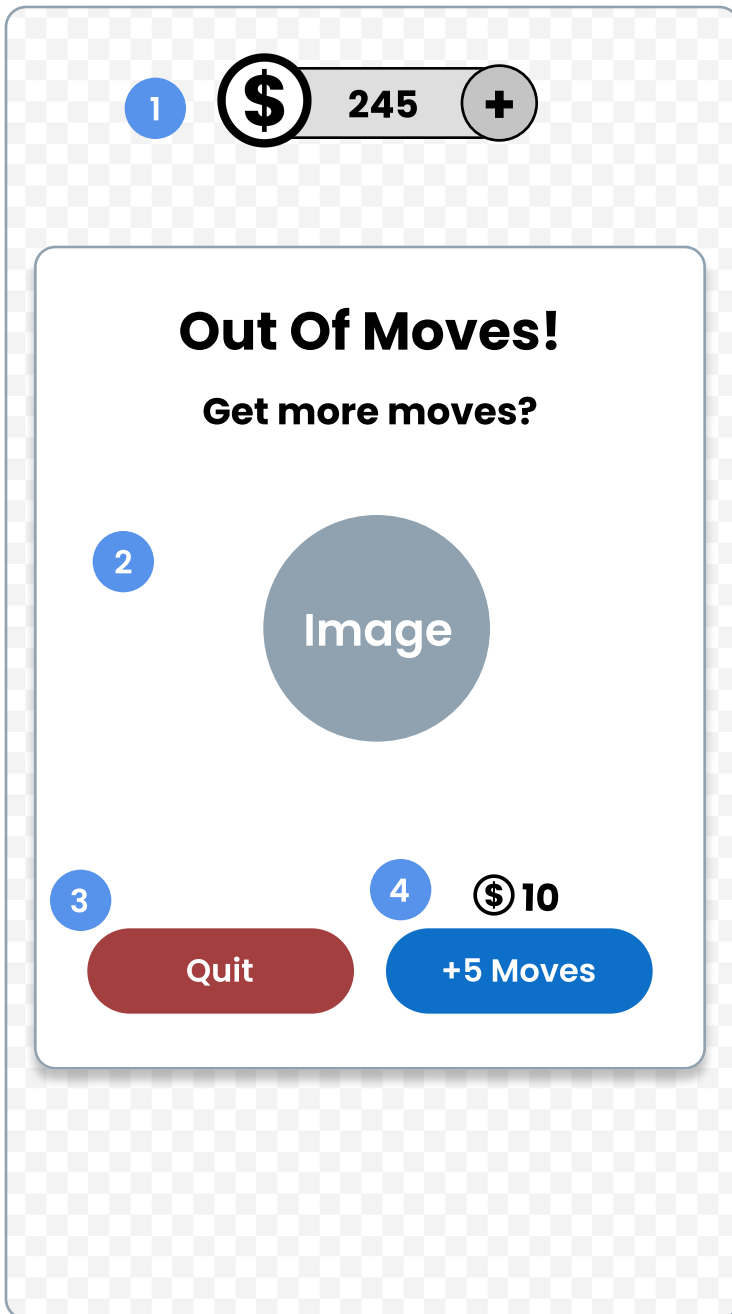 1
$ 245 +
Out Of Moves!
Get more moves?
2
Image
3
4
$ 10
Quit
+5 Moves